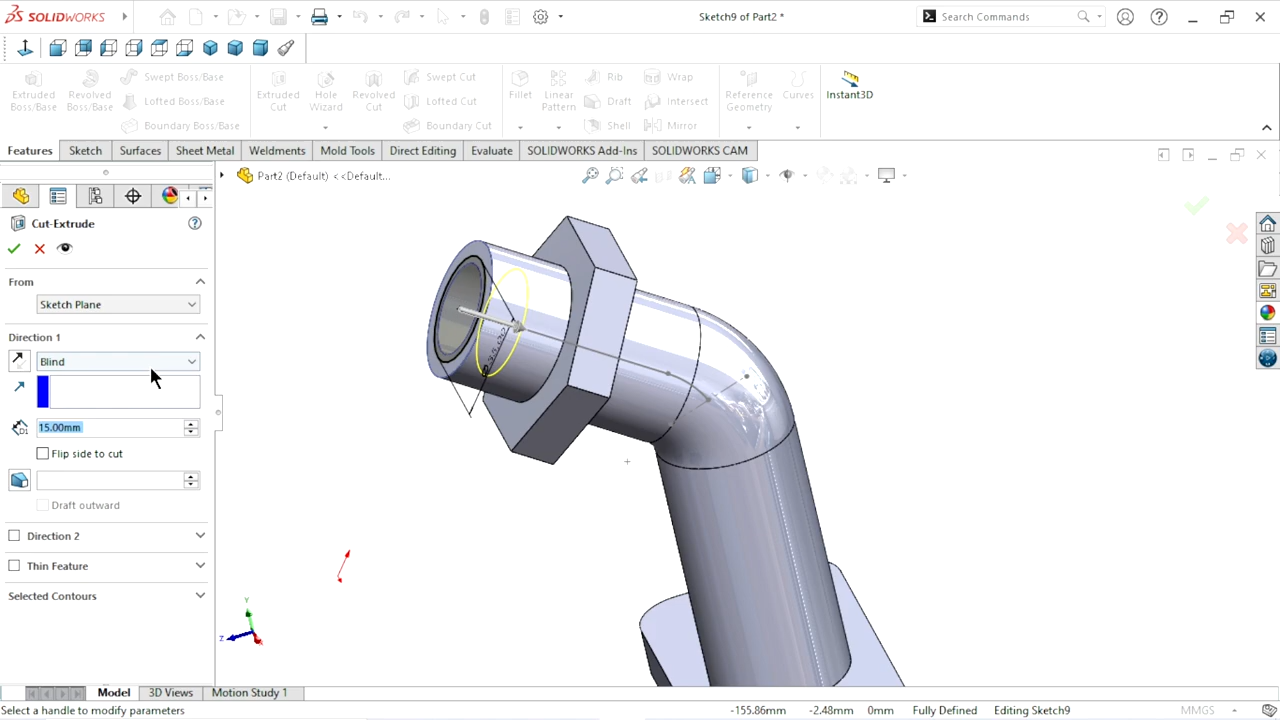 SOLIDWORKS
Sketch9 of Part2 *
Search Commands
Extruded Boss/Base
Revolved Boss/Base
Swept Boss/Base
Lofted Boss/Base
Boundary Boss/Base
Extruded Cut
Hole Wizard
Revolved Cut
Swept Cut
Lofted Cut
Boundary Cut
Fillet
Linear Pattern
Rib
Draft
Shell
Wrap
Intersect
Mirror
Reference Geometry
Curves
Instant3D
Features
Sketch
Surfaces
Sheet Metal
Weldments
Mold Tools
Direct Editing
Evaluate
SOLIDWORKS Add-Ins
SOLIDWORKS CAM
Part2 (Default) <<Default...
Cut-Extrude
From
Sketch Plane
Direction 1
Blind
15.00mm
Flip side to cut
Draft outward
Direction 2
Thin Feature
Selected Contours
Y
Z
Model
3D Views
Motion Study 1
Select a handle to modify parameters
-155.86mm
-2.48mm
0mm
Fully Defined
Editing Sketch9
MMGS